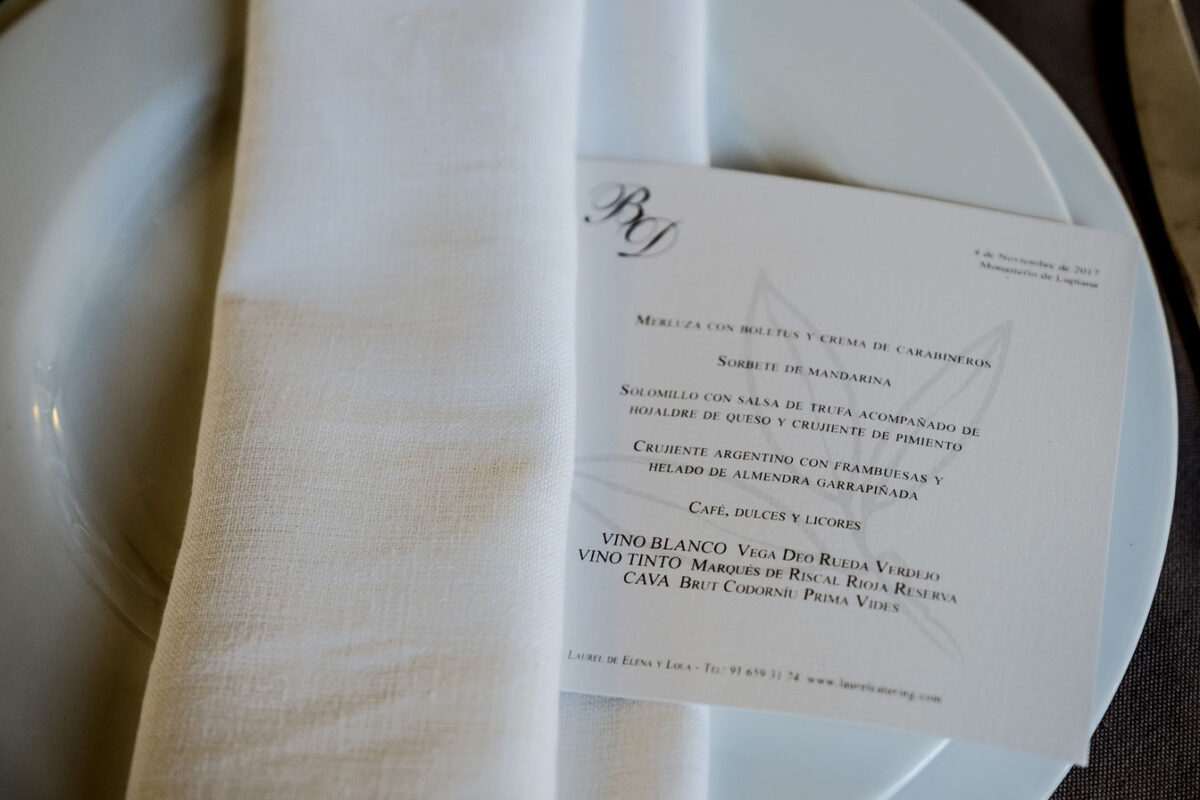 BD
4 de Noviembre de 2017
Monasterio de Lupiana
Merluza con boletus y crema de carabineros
Sorbete de mandarina
Solomillo con salsa de trufa acompañado de
hojaldre de queso y crujiente de pimiento
Crujiente argentino con frambuesas y
helado de almendra garrapiñada
Café, dulces y licores
VINO BLANCO Vega Deo Rueda Verdejo
VINO TINTO Marqués de Riscal Rioja Reserva
CAVA Brut Codorníu Prima Vides
Laurel de Elena y Lola - Tel: 91 659 31 74 www.laurelcatering.com